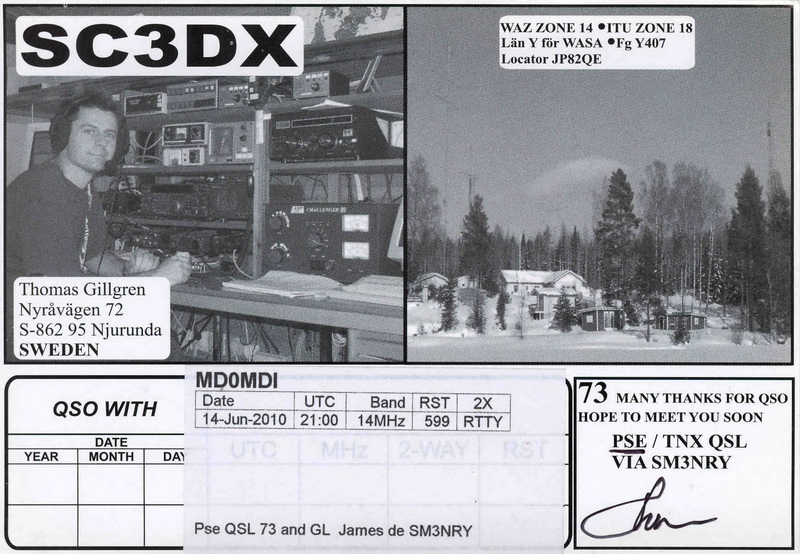 SC3DX
WAZ ZONE 14 •ITU ZONE 18
Län Y för WASA •Fg Y407
Locator JP82QE
CHALLENGER
Thomas Gillgren
Nyråvägen 72
S-862 95 Njurunda
SWEDEN
QSO WITH
DATE
YEAR MONTH DAY
MD0MDI
Date UTC Band RST 2X
14-Jun-2010 21:00 14MHz 599 RTTY
UTC MHz 2-WAY RST
Pse QSL 73 and GL James de SM3NRY
73 MANY THANKS FOR QSO
HOPE TO MEET YOU SOON
PSE / TNX QSL
VIA SM3NRY